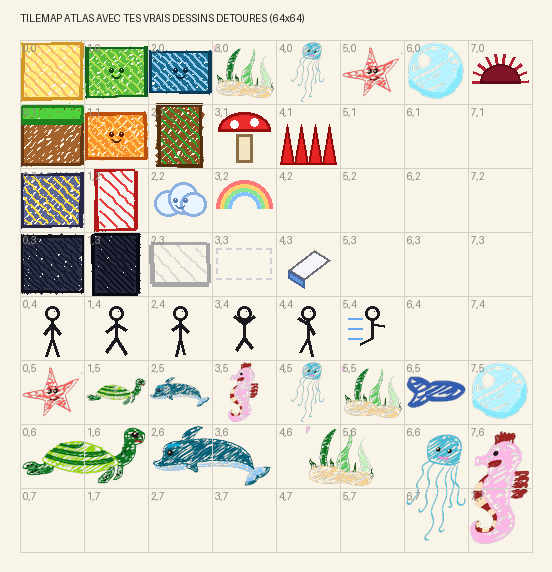 TILEMAP ATLAS AVEC TES VRAIS DESSINS DETOURES (64x64)
0,0 1,0 2,0 3,0 4,0 5,0 6,0 7,0
1,1 3,1 4,1 5,1 6,1 7,1
2,2 3,2 4,2 5,2 6,2 7,2
0,3 1,3 2,3 3,3 4,3 5,3 6,3 7,3
0,4 1,4 2,4 3,4 4,4 5,4 6,4 7,4
0,5 1,5 2,5 3,5 4,5 5,5 6,5 7,5
0,6 1,6 2,6 3,6 4,6 5,6 6,6 7,6
0,7 1,7 2,7 3,7 4,7 5,7 6,7